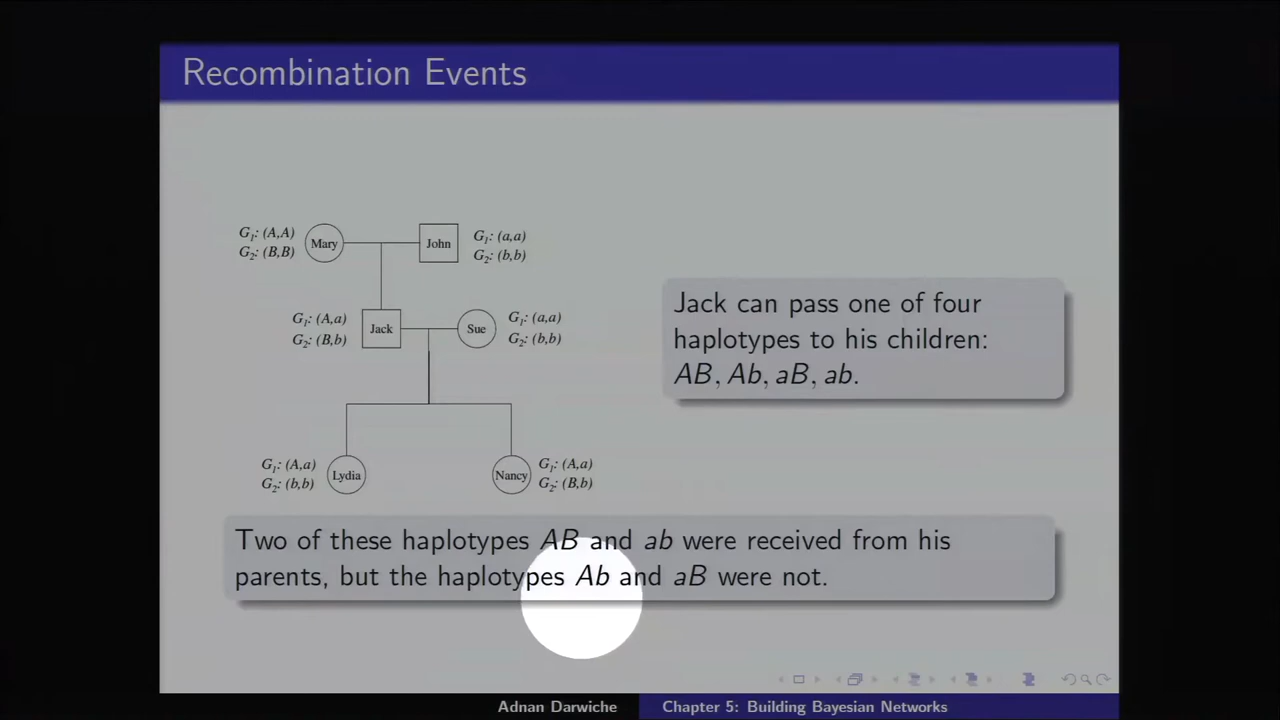 Recombination Events
G1: (A,A)
G2: (B,B)
Mary
John
G1: (a,a)
G2: (b,b)
G1: (A,a)
G2: (B,b)
Jack
Sue
G1: (a,a)
G2: (b,b)
Jack can pass one of four
haplotypes to his children:
AB, Ab, aB, ab.
G1: (A,a)
G2: (b,b)
Lydia
Nancy
G1: (A,a)
G2: (B,b)
Two of these haplotypes AB and ab were received from his
parents, but the haplotypes Ab and aB were not.
Adnan Darwiche
Chapter 5: Building Bayesian Networks